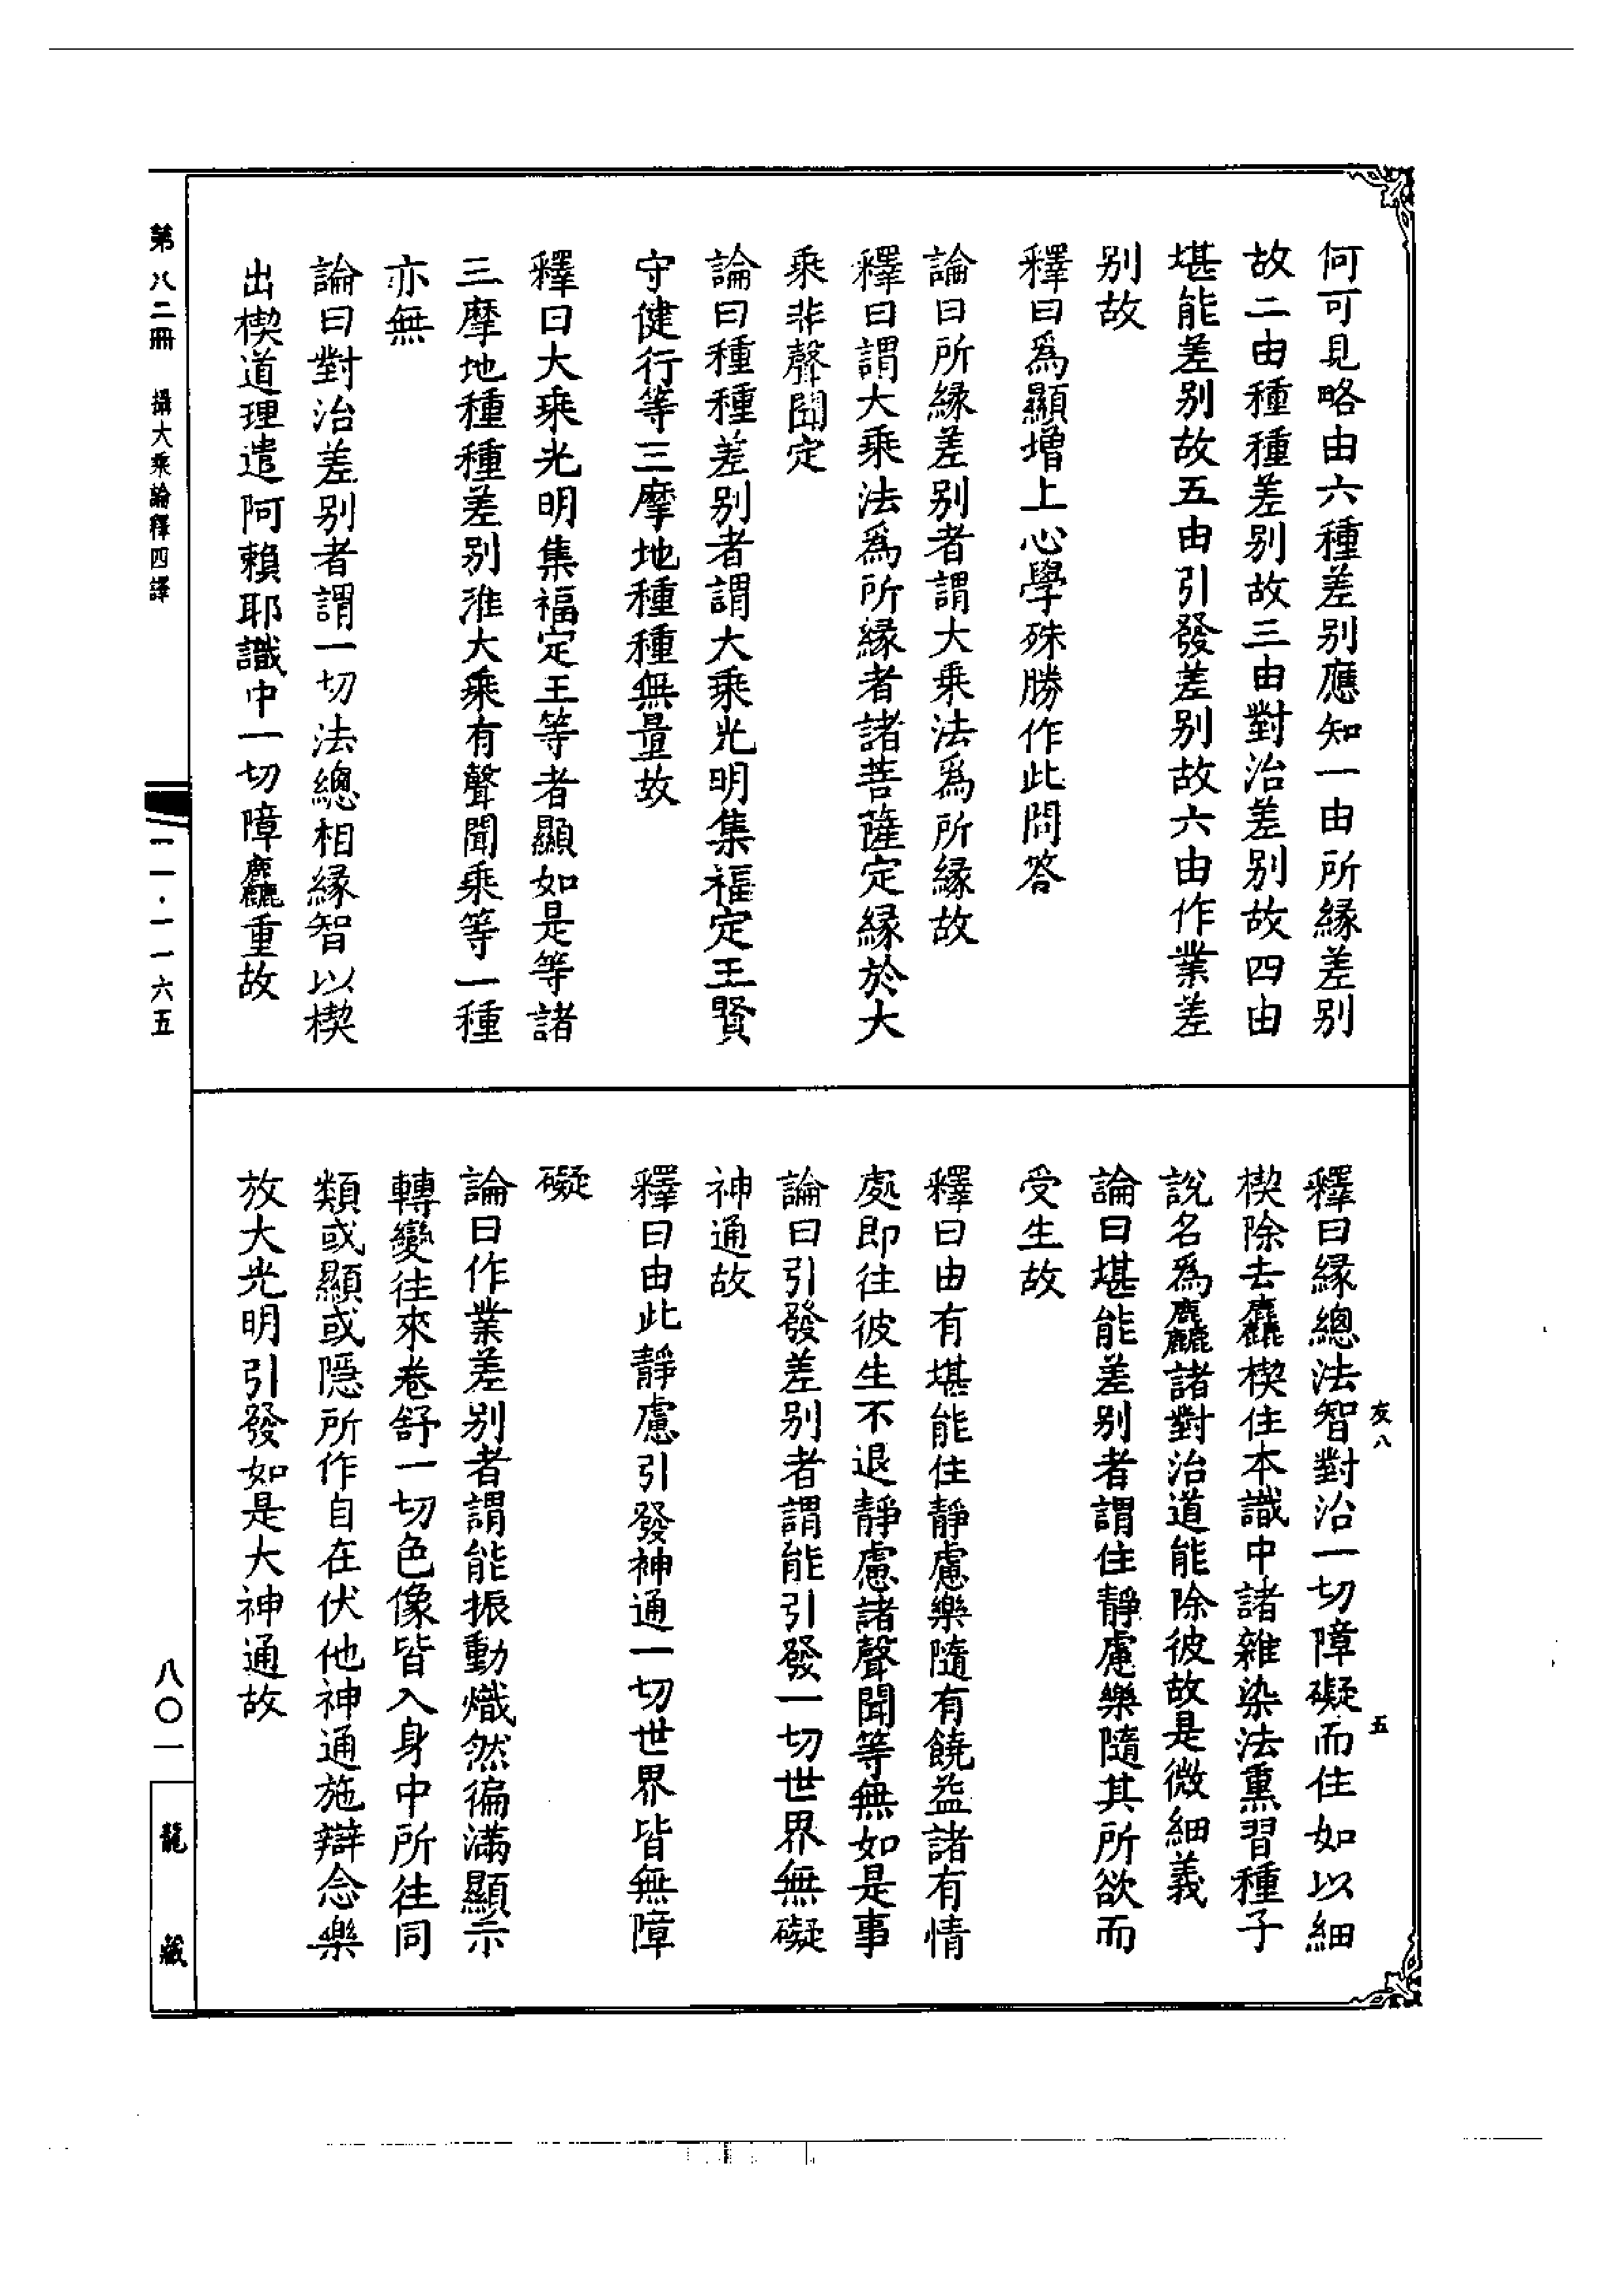 何可見略由六種差别應知一由所緣差别
故二由種種差别故三由對治差别故四由
堪能差别故五由引發差别故六由作業差
别故
釋曰爲顯增上心學殊勝作此問答
論曰所緣差别者謂大乘法爲所緣故
釋曰謂大乘法爲所緣者諸菩薩定緣於大
乘非聲聞定
論曰種種差别者謂大乘光明集福定王賢
守健行等三摩地種種無量故
釋曰大乘光明集福定王等者顯如是等諸
三摩地種種差别淮大乘有聲聞乘等一種
亦無
論曰對治差别者謂一切法總相緣智以楔
出楔道理遣阿賴耶識中一切障麤重故
釋曰緣總法智對治一切障礙而住如以細
楔除去麤楔住本識中諸雜染法熏習種子
說名爲麤諸對治道能除彼故是微細義
論曰堪能差别者謂住靜慮樂隨其所欲而
受生故
釋曰由有堪能住靜慮樂隨有饒益諸有情
處即往彼生不退靜慮諸聲聞等無如是事
論曰引發差别者謂能引發一切世界無礙
神通故
釋曰由此靜慮引發神通一切世界皆無障
礙
論曰作業差别者謂能振動熾然徧滿顯示
轉變往來卷舒一切色像皆入身中所往同
類或顯或隱所作自在伏他神通施辯念樂
放大光明引發如是大神通故
友八
五
第八二冊 攝大乘論釋四譯
一一·一一六五
八〇一
龍藏